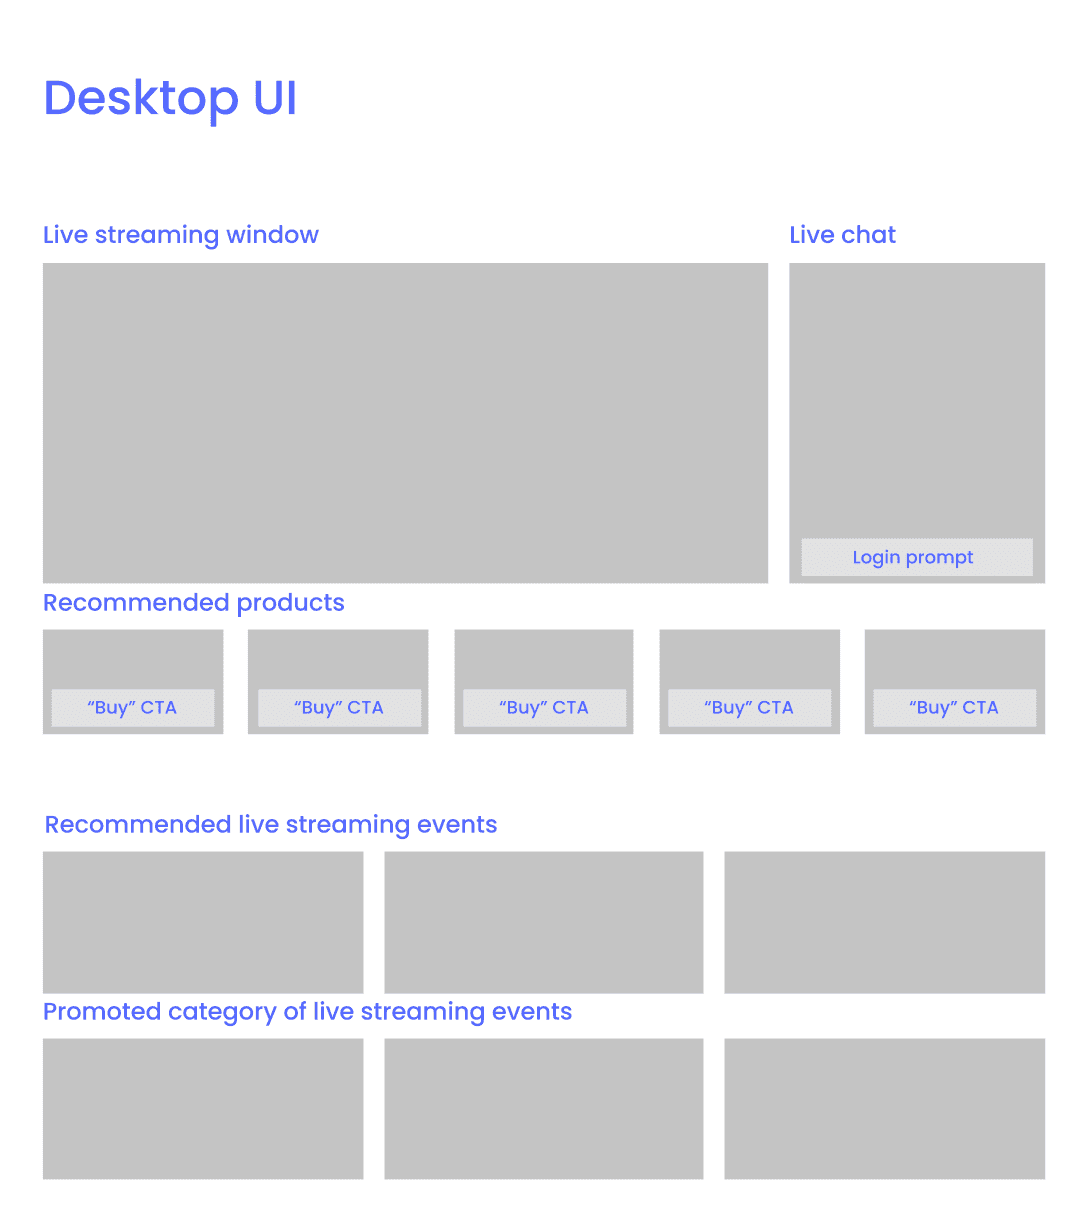 Desktop UI
Live streaming window
Live chat
Login prompt
Recommended products
“Buy” CTA
“Buy” CTA
“Buy” CTA
“Buy” CTA
“Buy” CTA
Recommended live streaming events
Promoted category of live streaming events